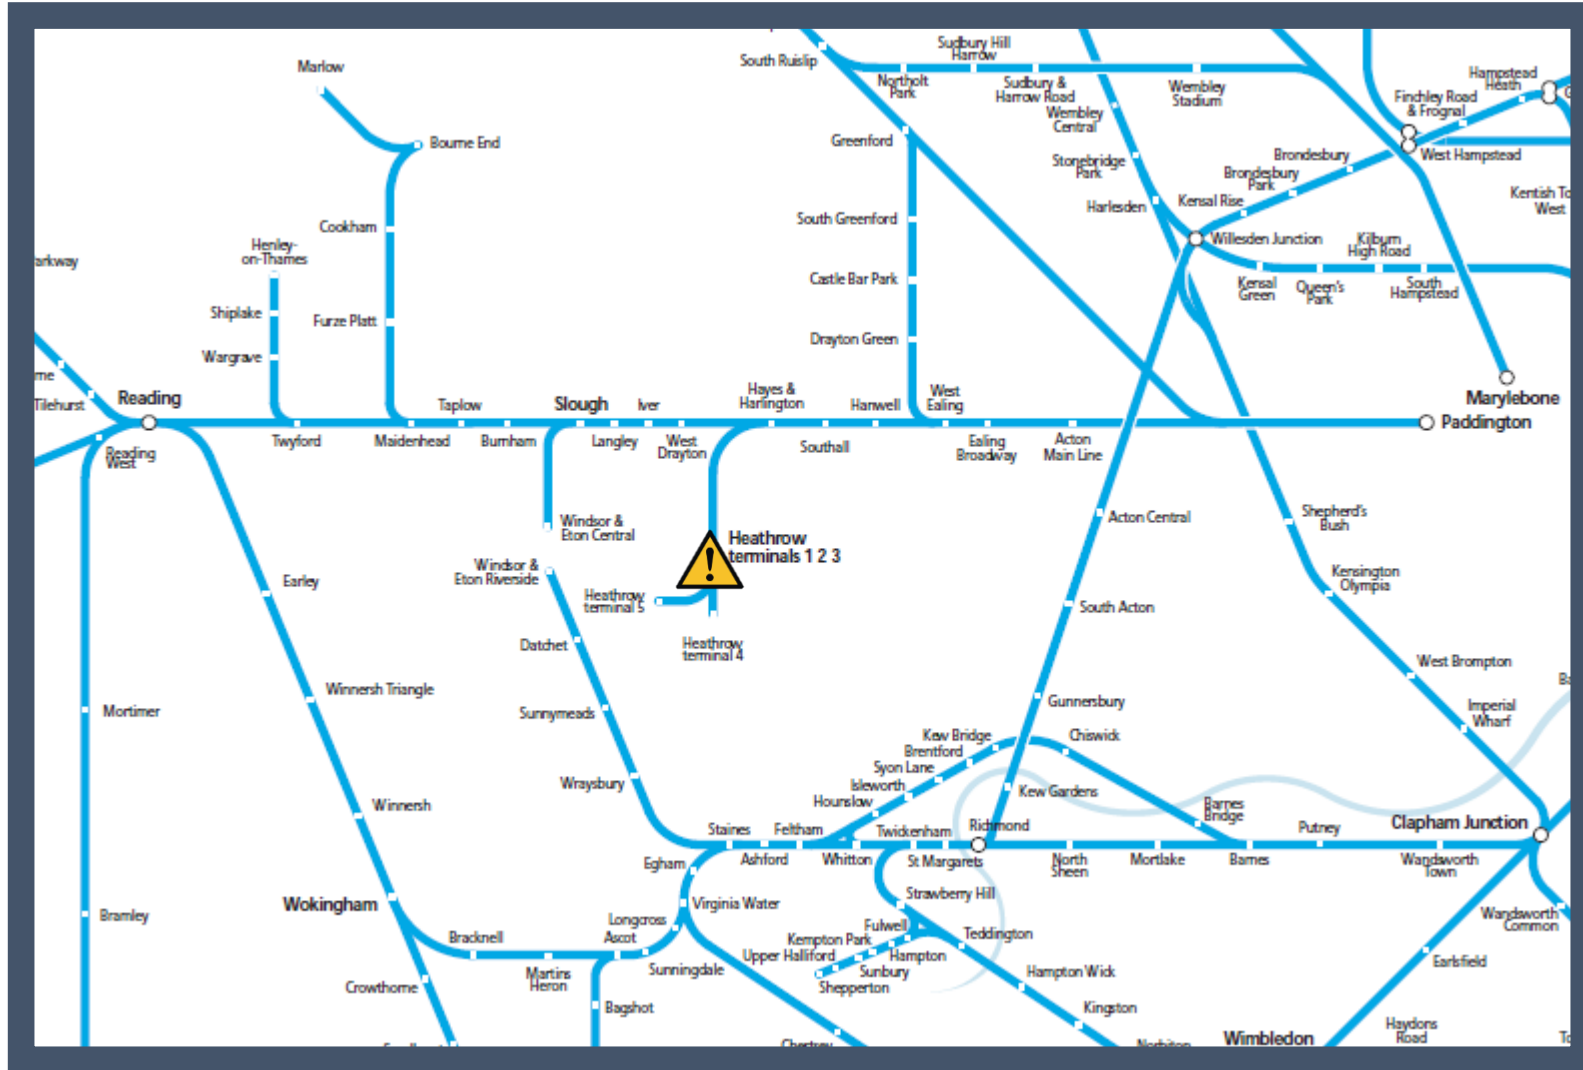 South Ruislip
Sudbury Hill
Harrow
Northolt
Park
Sudbury &
Harrow Road
Wembley
Central
Wembley
Stadium
Hampstead
Heath
Finchley Road
& Frognal
West Hampstead
Marlow
Bourne End
Greenford
Stonebridge
Park
Brondesbury
Brondesbury
Park
Kensal Rise
Harlesden
Kentish To
West
Cookham
South Greenford
Willesden Junction
Kilburn
High Road
Henley-
on-Thames
arkway
Castle Bar Park
Kensal
Green
Queen's
Park
South
Hampstead
Shiplake
Furze Platt
Drayton Green
Wargrave
me
Tilehurst
Reading
Taplow
Slough
Iver
Hayes &
Harlington
Hanwell
West
Ealing
Marylebone
Paddington
Reading
West
Twyford
Maidenhead
Burnham
Langley
West
Drayton
Southall
Ealing
Broadway
Acton
Main Line
Windsor &
Eton Central
Heathrow
terminals 1 2 3
!
Acton Central
Shepherd's
Bush
Windsor &
Eton Riverside
Earley
Heathrow
terminal 5
Kensington
Olympia
South Acton
Datchet
Heathrow
terminal 4
Winnersh Triangle
West Brompton
Ba
Mortimer
Sunnymeads
Gunnersbury
Imperial
Wharf
Kew Bridge
Chiswick
Brentford
Syon Lane
Wraysbury
Isleworth
Kew Gardens
Winnersh
Hounslow
Barnes
Bridge
Staines
Feltham
Twickenham
Richmond
Putney
Clapham Junction
Egham
Ashford
Whitton
St Margarets
North
Sheen
Mortlake
Barnes
Wandsworth
Town
Wokingham
Virginia Water
Strawberry Hill
Bramley
Longcross
Fulwell
Wandsworth
Common
Bracknell
Ascot
Kempton Park
Teddington
Upper Halliford
Hampton
Martins
Heron
Sunningdale
Sunbury
Shepperton
Hampton Wick
Earlsfield
Crowthorne
Bagshot
Kingston
Haydons
Road
Wimbledon
Chertsey
Norbiton
To